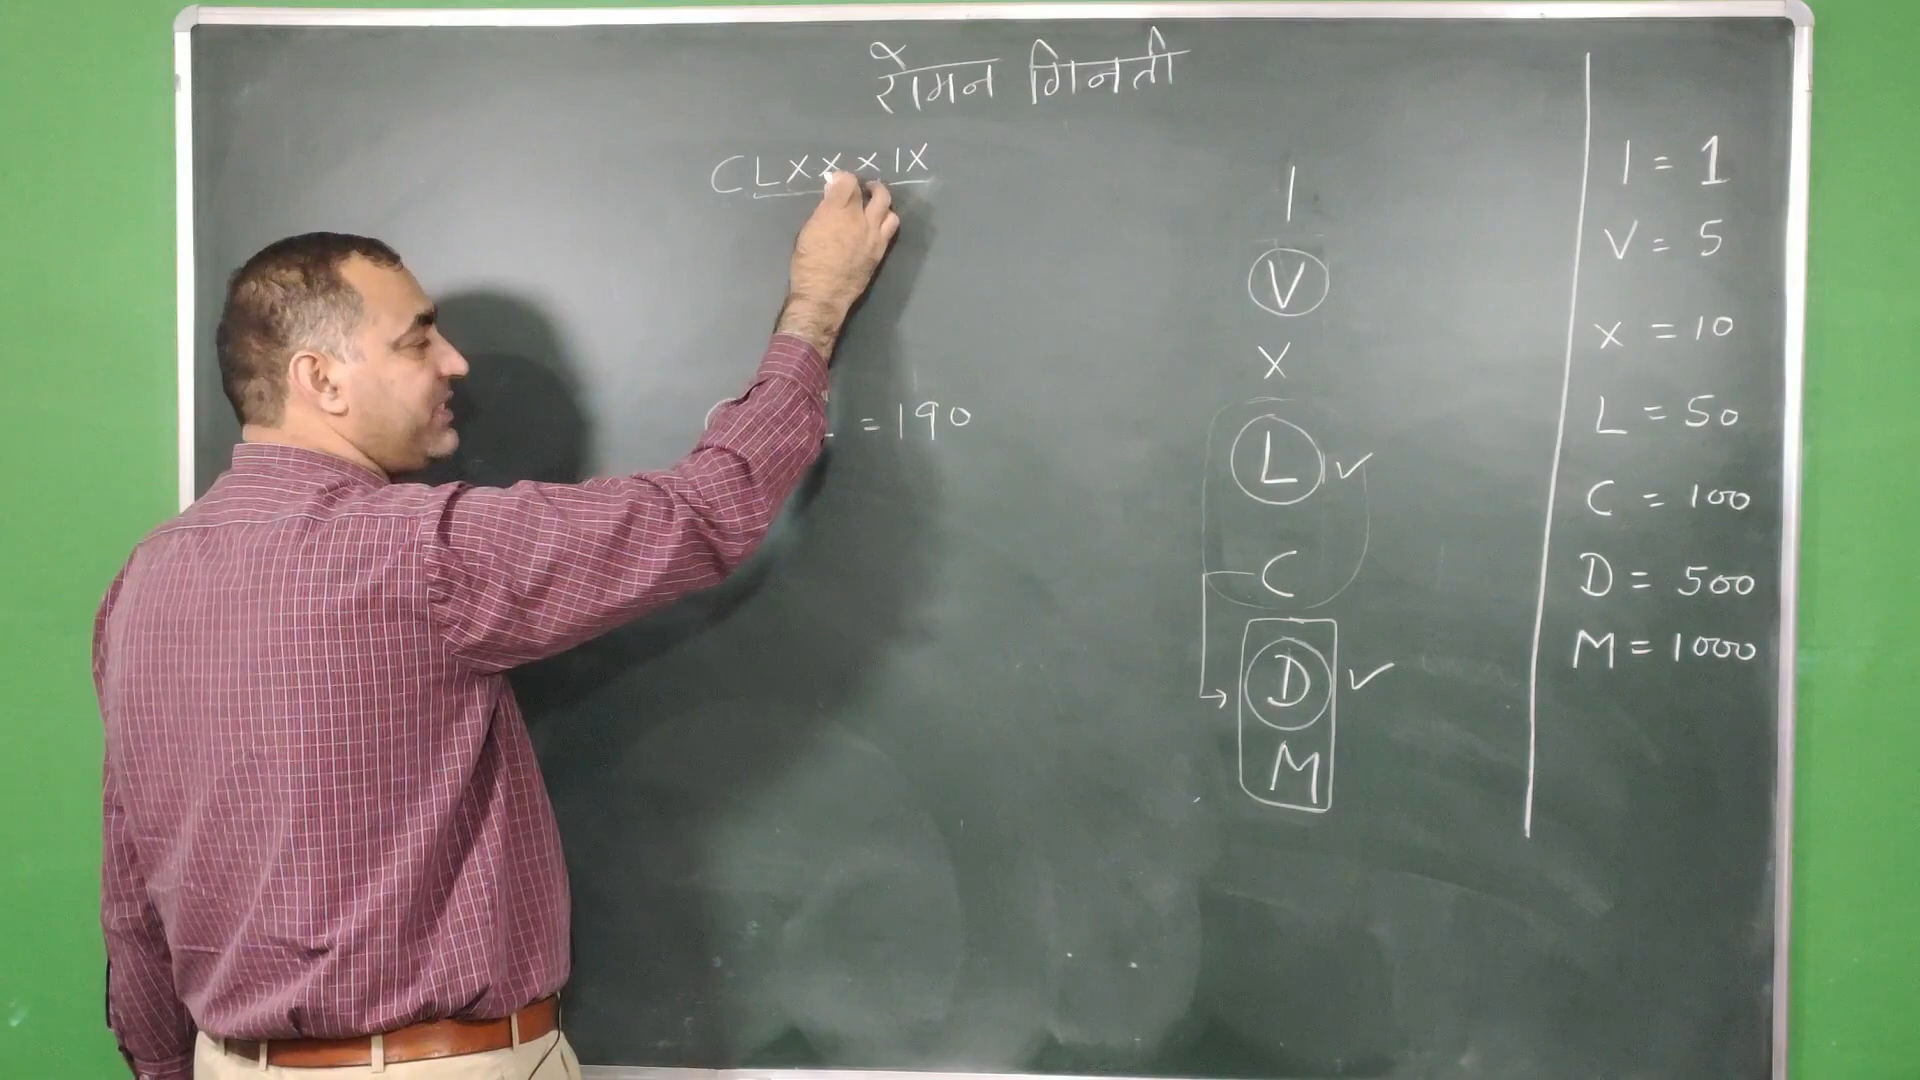 रोमन गिनती
CLXXXIX
= 190
I
V
X
L ✓
C
D ✓
M
I = 1
V = 5
X = 10
L = 50
C = 100
D = 500
M = 1000